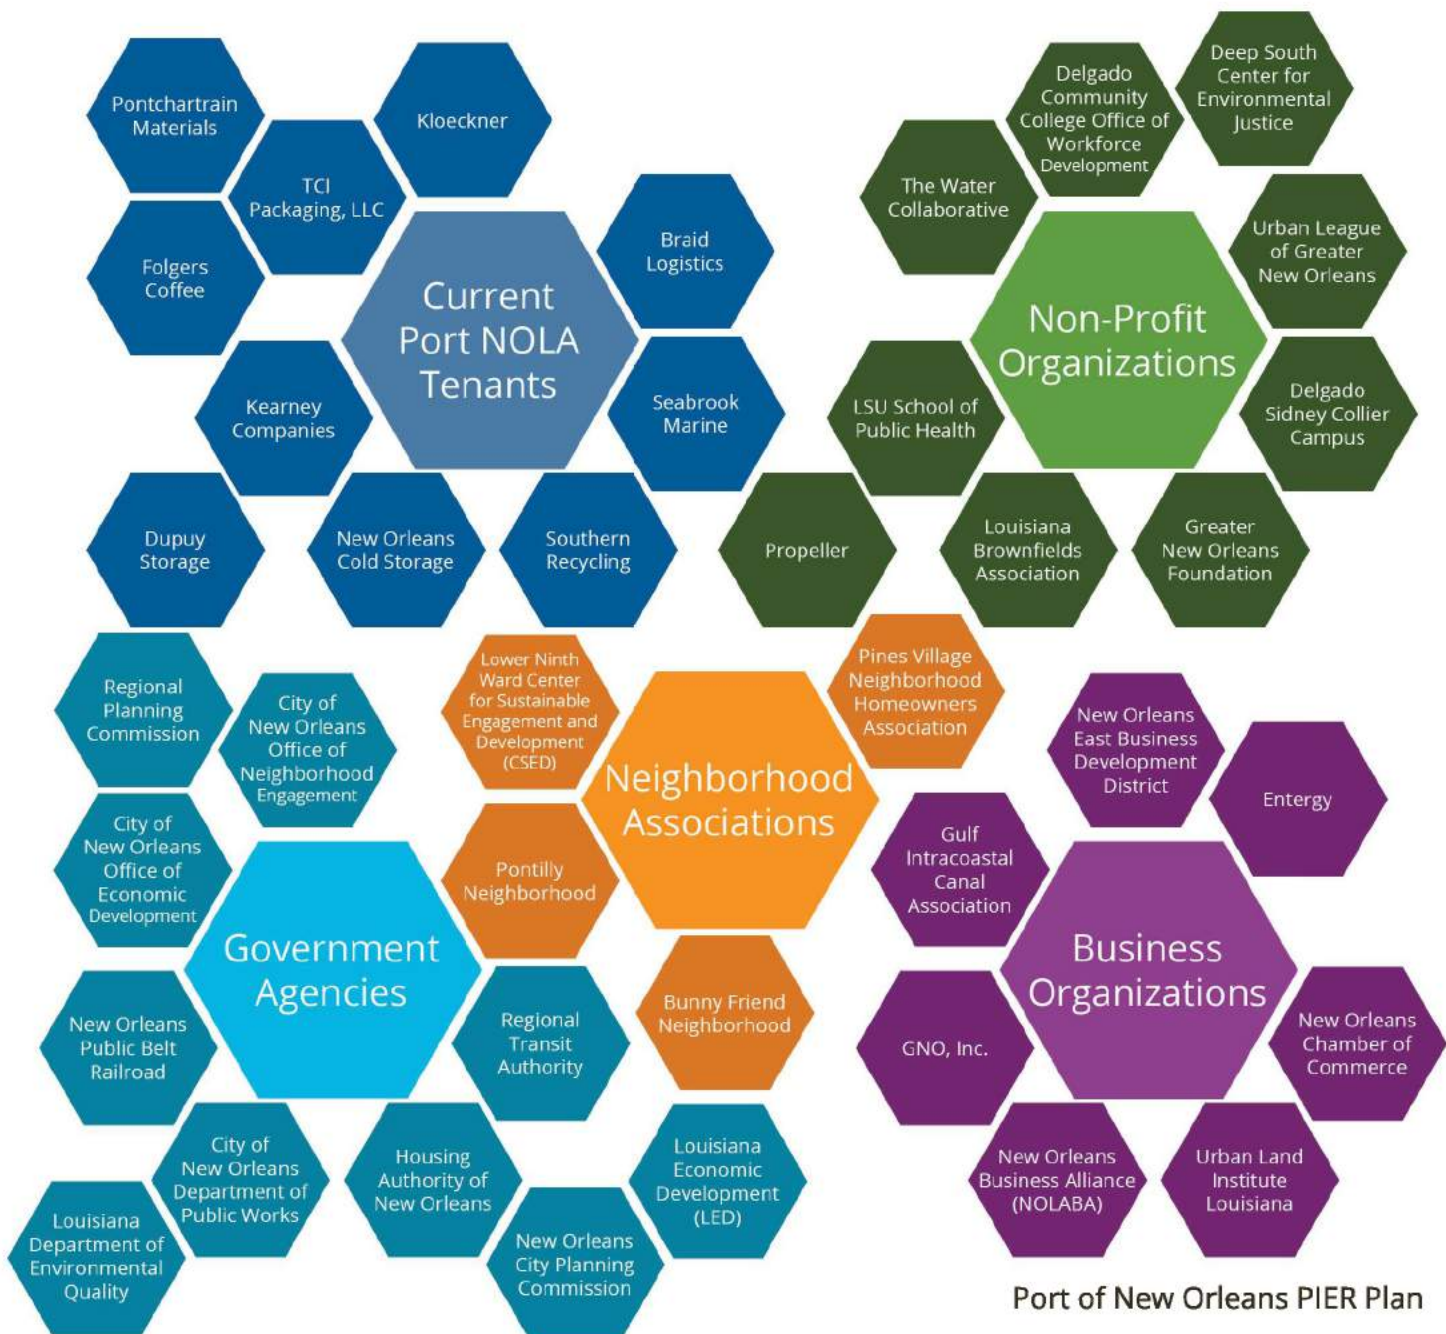 Pontchartrain
Materials
Kloeckner
TCI
Packaging, LLC
Folgers
Coffee
Braid
Logistics
Current
Port NOLA
Tenants
Kearney
Companies
Seabrook
Marine
Dupuy
Storage
New Orleans
Cold Storage
Southern
Recycling
Deep South
Center for
Environmental
Justice
Delgado
Community
College Office of
Workforce
Development
The Water
Collaborative
Urban League
of Greater
New Orleans
Non-Profit
Organizations
LSU School of
Public Health
Delgado
Sidney Collier
Campus
Propeller
Louisiana
Brownfields
Association
Greater
New Orleans
Foundation
Regional
Planning
Commission
City of
New Orleans
Office of
Neighborhood
Engagement
City of
New Orleans
Office of
Economic
Development
Government
Agencies
New Orleans
Public Belt
Railroad
Regional
Transit
Authority
City of
New Orleans
Department of
Public Works
Housing
Authority of
New Orleans
Louisiana
Economic
Development
(LED)
Louisiana
Department of
Environmental
Quality
New Orleans
City Planning
Commission
Lower Ninth
Ward Center
for Sustainable
Engagement and
Development
(CSED)
Pines Village
Neighborhood
Homeowners
Association
Neighborhood
Associations
Pontilly
Neighborhood
Bunny Friend
Neighborhood
New Orleans
East Business
Development
District
Entergy
Gulf
Intracoastal
Canal
Association
Business
Organizations
GNO, Inc.
New Orleans
Chamber of
Commerce
New Orleans
Business Alliance
(NOLABA)
Urban Land
Institute
Louisiana
Port of New Orleans PIER Plan